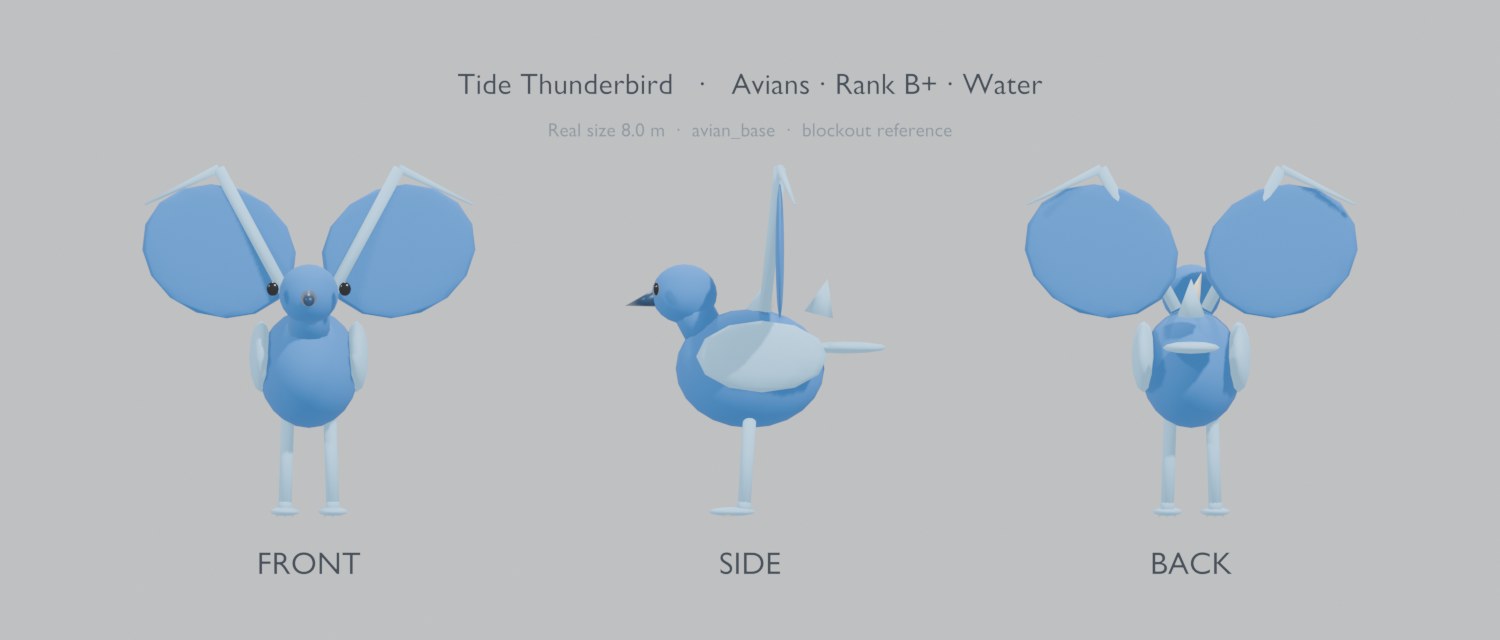 Tide Thunderbird · Avians · Rank B+ · Water
Real size 8.0 m · avian_base · blockout reference
FRONT
SIDE
BACK